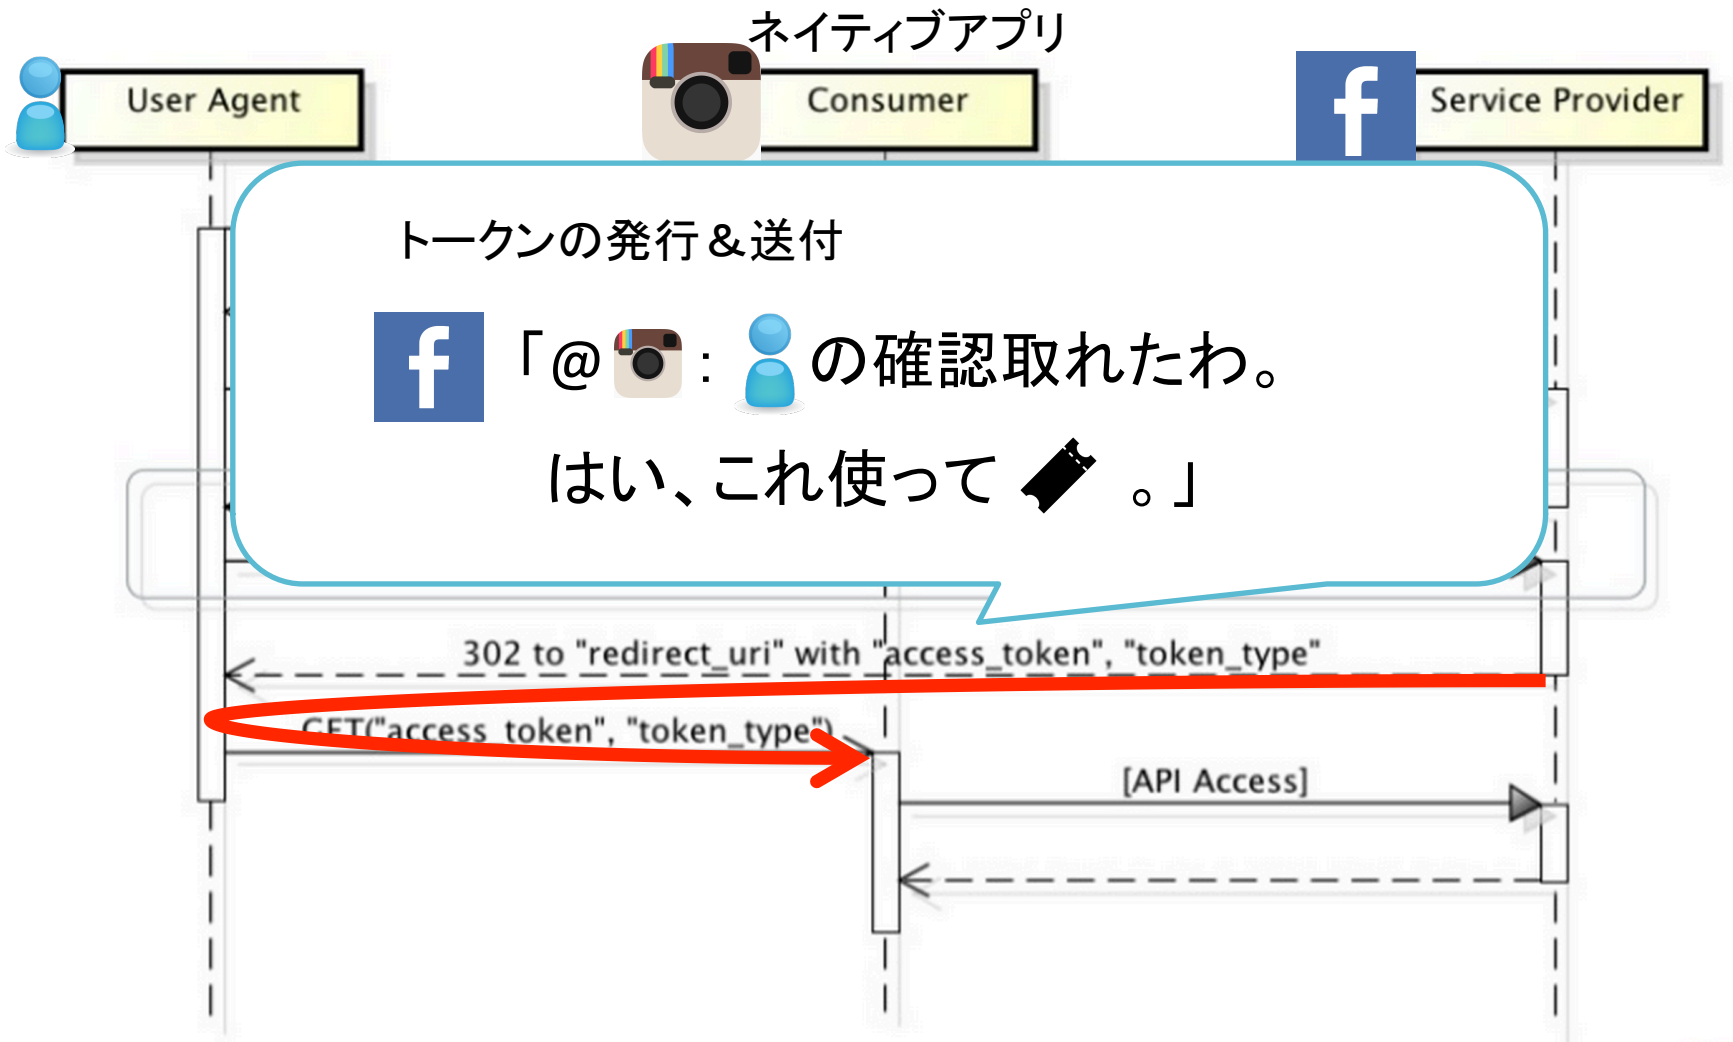 ネイティブアプリ
User Agent
Consumer
Service Provider
トークンの発行＆送付
「@ : の確認取れたわ。
はい、これ使って 。」
302 to "redirect_uri" with "access_token", "token_type"
GET("access_token", "token_type")
[API Access]